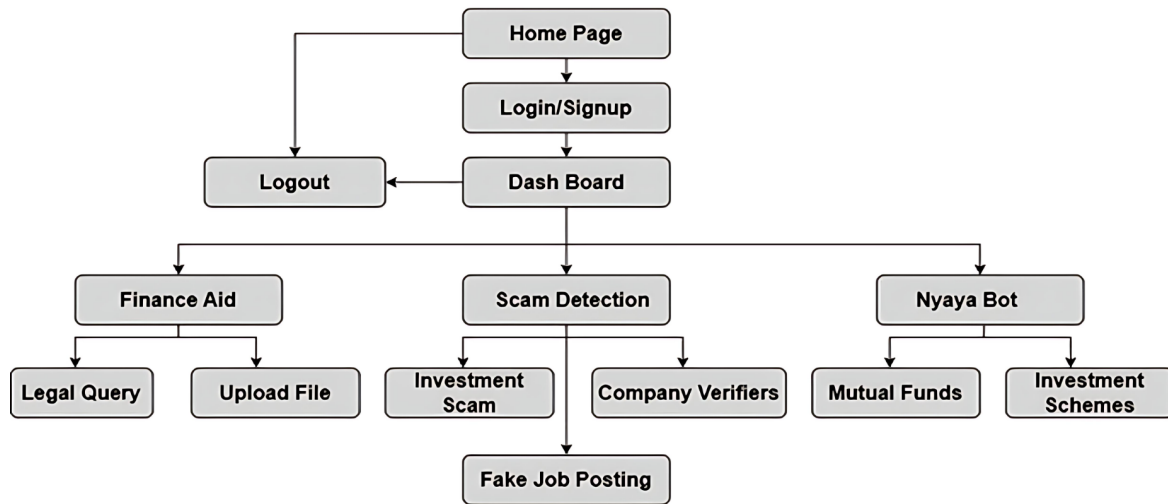 Home Page
Login/Signup
Logout
Dash Board
Finance Aid
Scam Detection
Nyaya Bot
Legal Query
Upload File
Investment
Scam
Company Verifiers
Mutual Funds
Investment
Schemes
Fake Job Posting